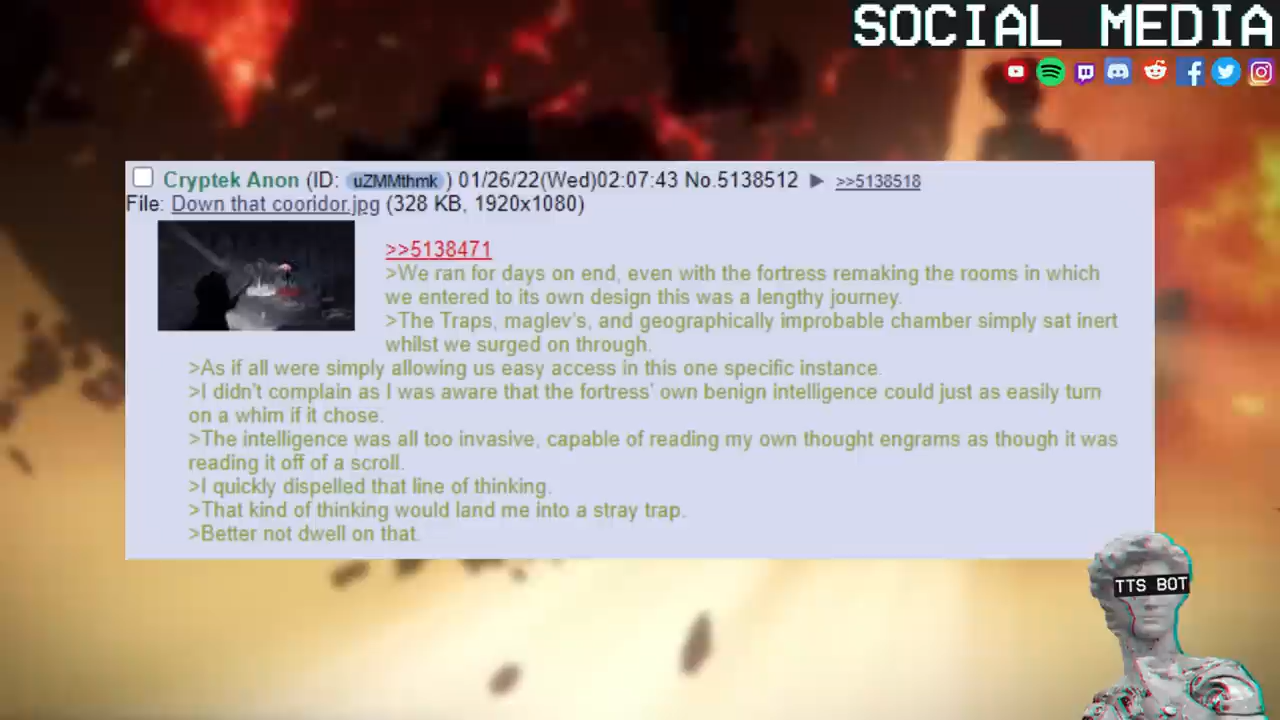 SOCIAL MEDIA
Cryptek Anon (ID: uZMMthmk ) 01/26/22(Wed)02:07:43 No.5138512 ▶ >>5138518
File: Down that cooridor.jpg (328 KB, 1920x1080)
>>5138471
>We ran for days on end, even with the fortress remaking the rooms in which
we entered to its own design this was a lengthy journey.
>The Traps, maglev's, and geographically improbable chamber simply sat inert
whilst we surged on through.
>As if all were simply allowing us easy access in this one specific instance.
>I didn't complain as I was aware that the fortress' own benign intelligence could just as easily turn
on a whim if it chose.
>The intelligence was all too invasive, capable of reading my own thought engrams as though it was
reading it off of a scroll.
>I quickly dispelled that line of thinking.
>That kind of thinking would land me into a stray trap.
>Better not dwell on that.
TTS BOT